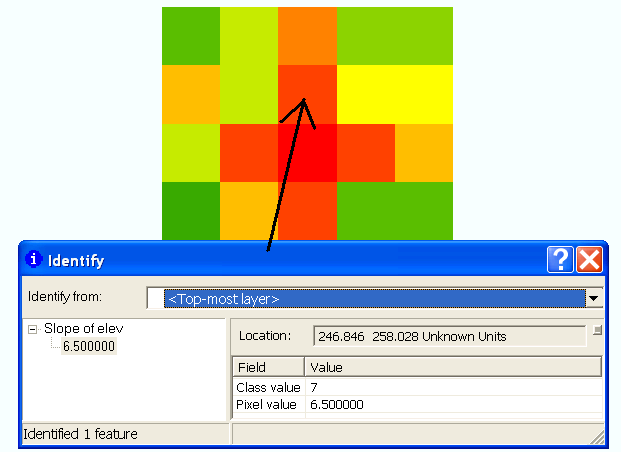 Identify
Identify from: <Top-most layer>
Slope of elev
6.500000
Location: 246.846 258.028 Unknown Units
Field Value
Class value 7
Pixel value 6.500000
Identified 1 feature